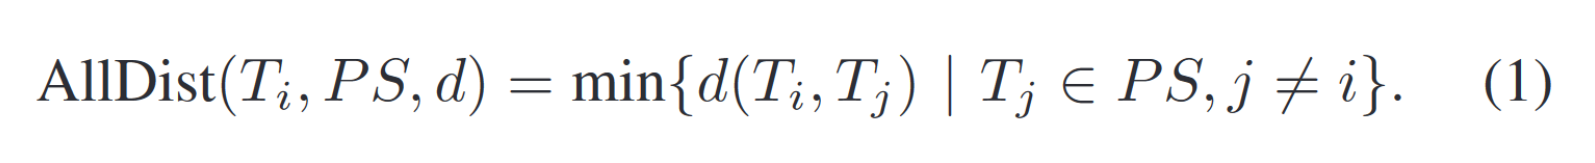 AllDist(T_i, PS, d) = min{d(T_i, T_j) | T_j ∈ PS, j ≠ i}. (1)